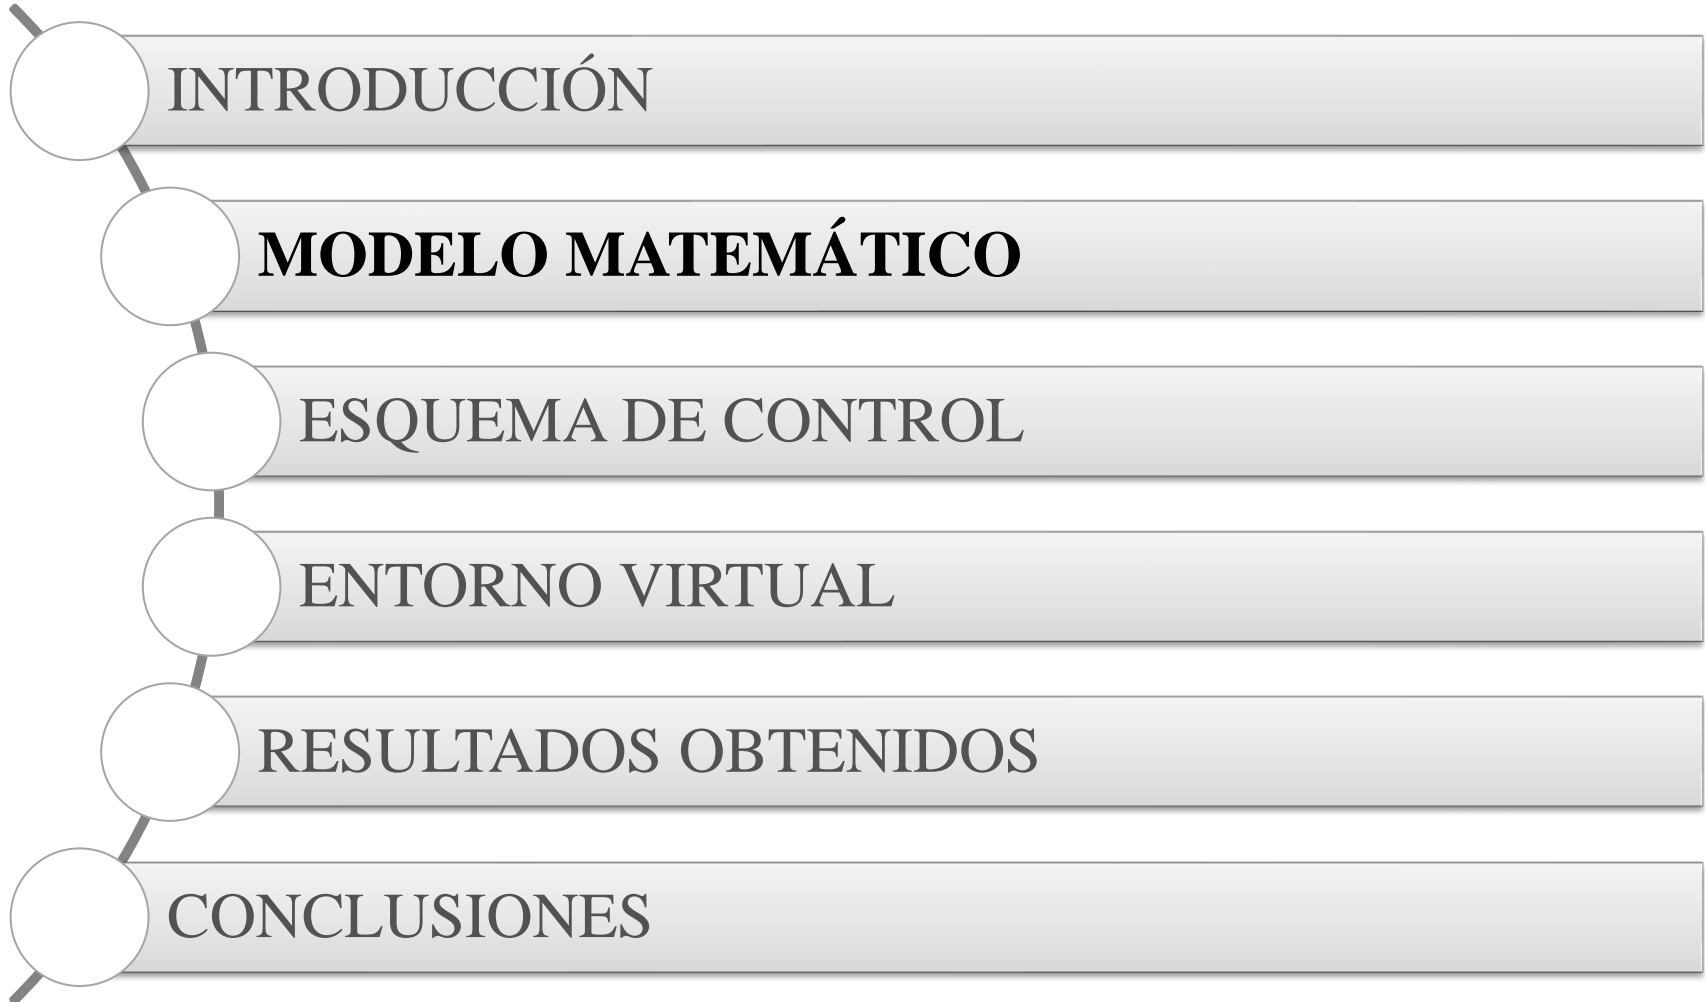 INTRODUCCIÓN
MODELO MATEMÁTICO
ESQUEMA DE CONTROL
ENTORNO VIRTUAL
RESULTADOS OBTENIDOS
CONCLUSIONES